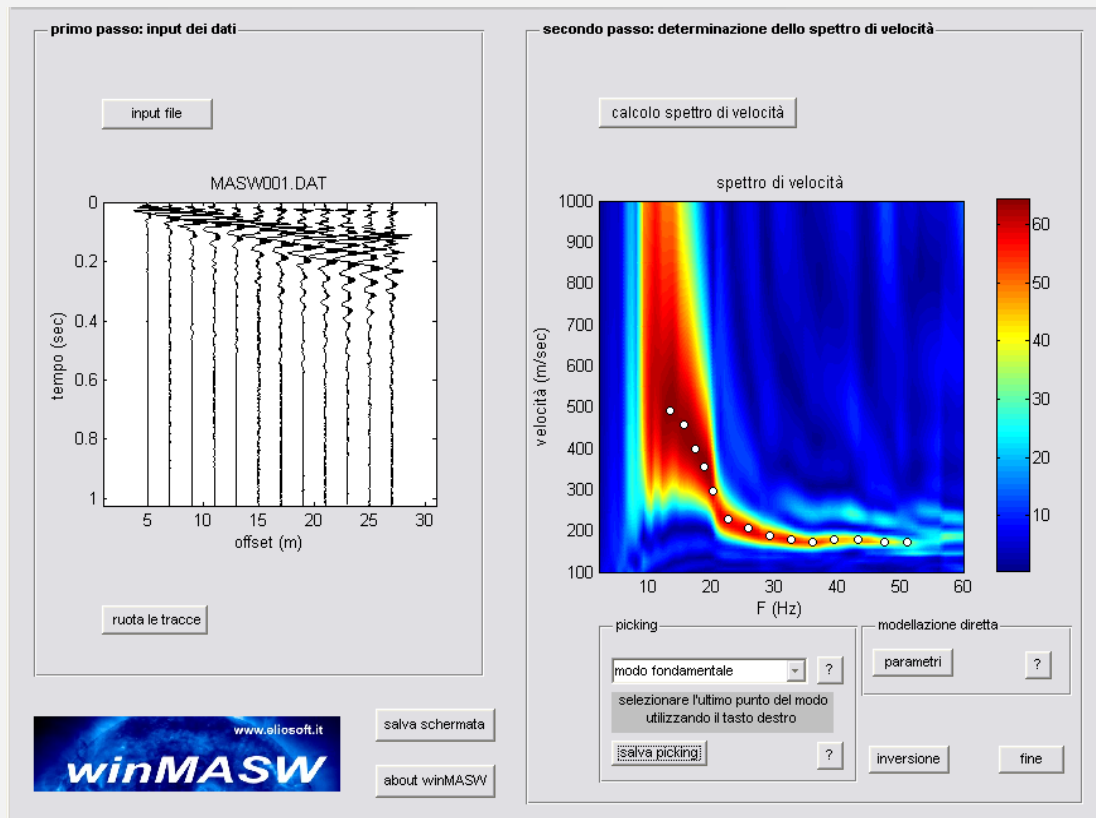 primo passo: input dei dati
input file
MASW001.DAT
0
0.2
0.4
0.6
0.8
1
tempo (sec)
5 10 15 20 25 30
offset (m)
ruota le tracce
www.eliosoft.it
winMASW
salva schermata
about winMASW
secondo passo: determinazione dello spettro di velocità
calcolo spettro di velocità
spettro di velocità
1000
900
800
700
600
500
400
300
200
100
velocità (m/sec)
10 20 30 40 50 60
F (Hz)
60
50
40
30
20
10
picking
modo fondamentale
?
selezionare l'ultimo punto del modo
utilizzando il tasto destro
salva picking
?
modellazione diretta
parametri
?
inversione
fine